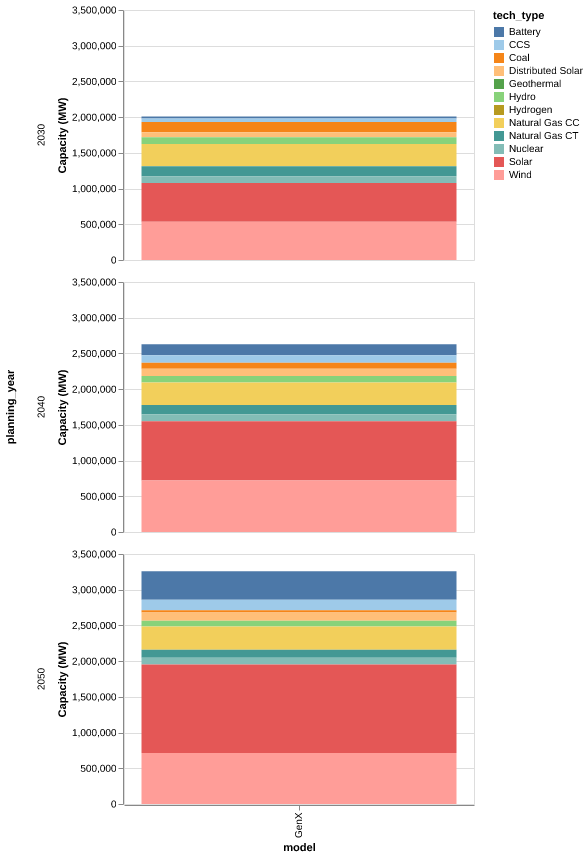 tech_type
Battery
CCS
Coal
Distributed Solar
Geothermal
Hydro
Hydrogen
Natural Gas CC
Natural Gas CT
Nuclear
Solar
Wind
planning_year
2030
Capacity (MW)
3,500,000
3,000,000
2,500,000
2,000,000
1,500,000
1,000,000
500,000
0
2040
Capacity (MW)
3,500,000
3,000,000
2,500,000
2,000,000
1,500,000
1,000,000
500,000
0
2050
Capacity (MW)
3,500,000
3,000,000
2,500,000
2,000,000
1,500,000
1,000,000
500,000
0
GenX
model